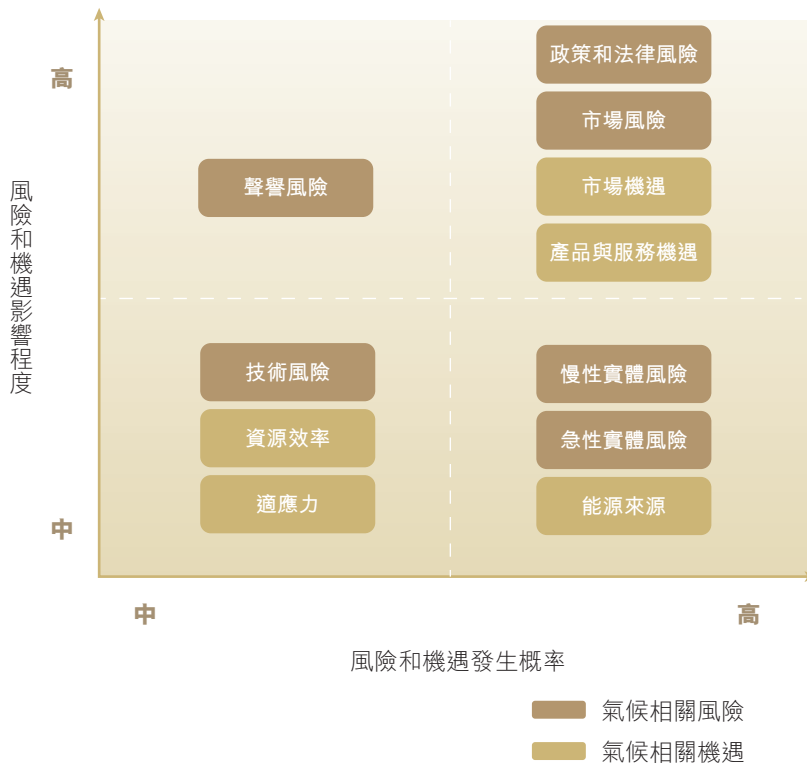 高
政策和法律風險
市場風險
聲譽風險
市場機遇
產品與服務機遇
風險和機遇影響程度
技術風險
慢性實體風險
資源效率
急性實體風險
適應力
能源來源
中
中
高
風險和機遇發生概率
氣候相關風險
氣候相關機遇